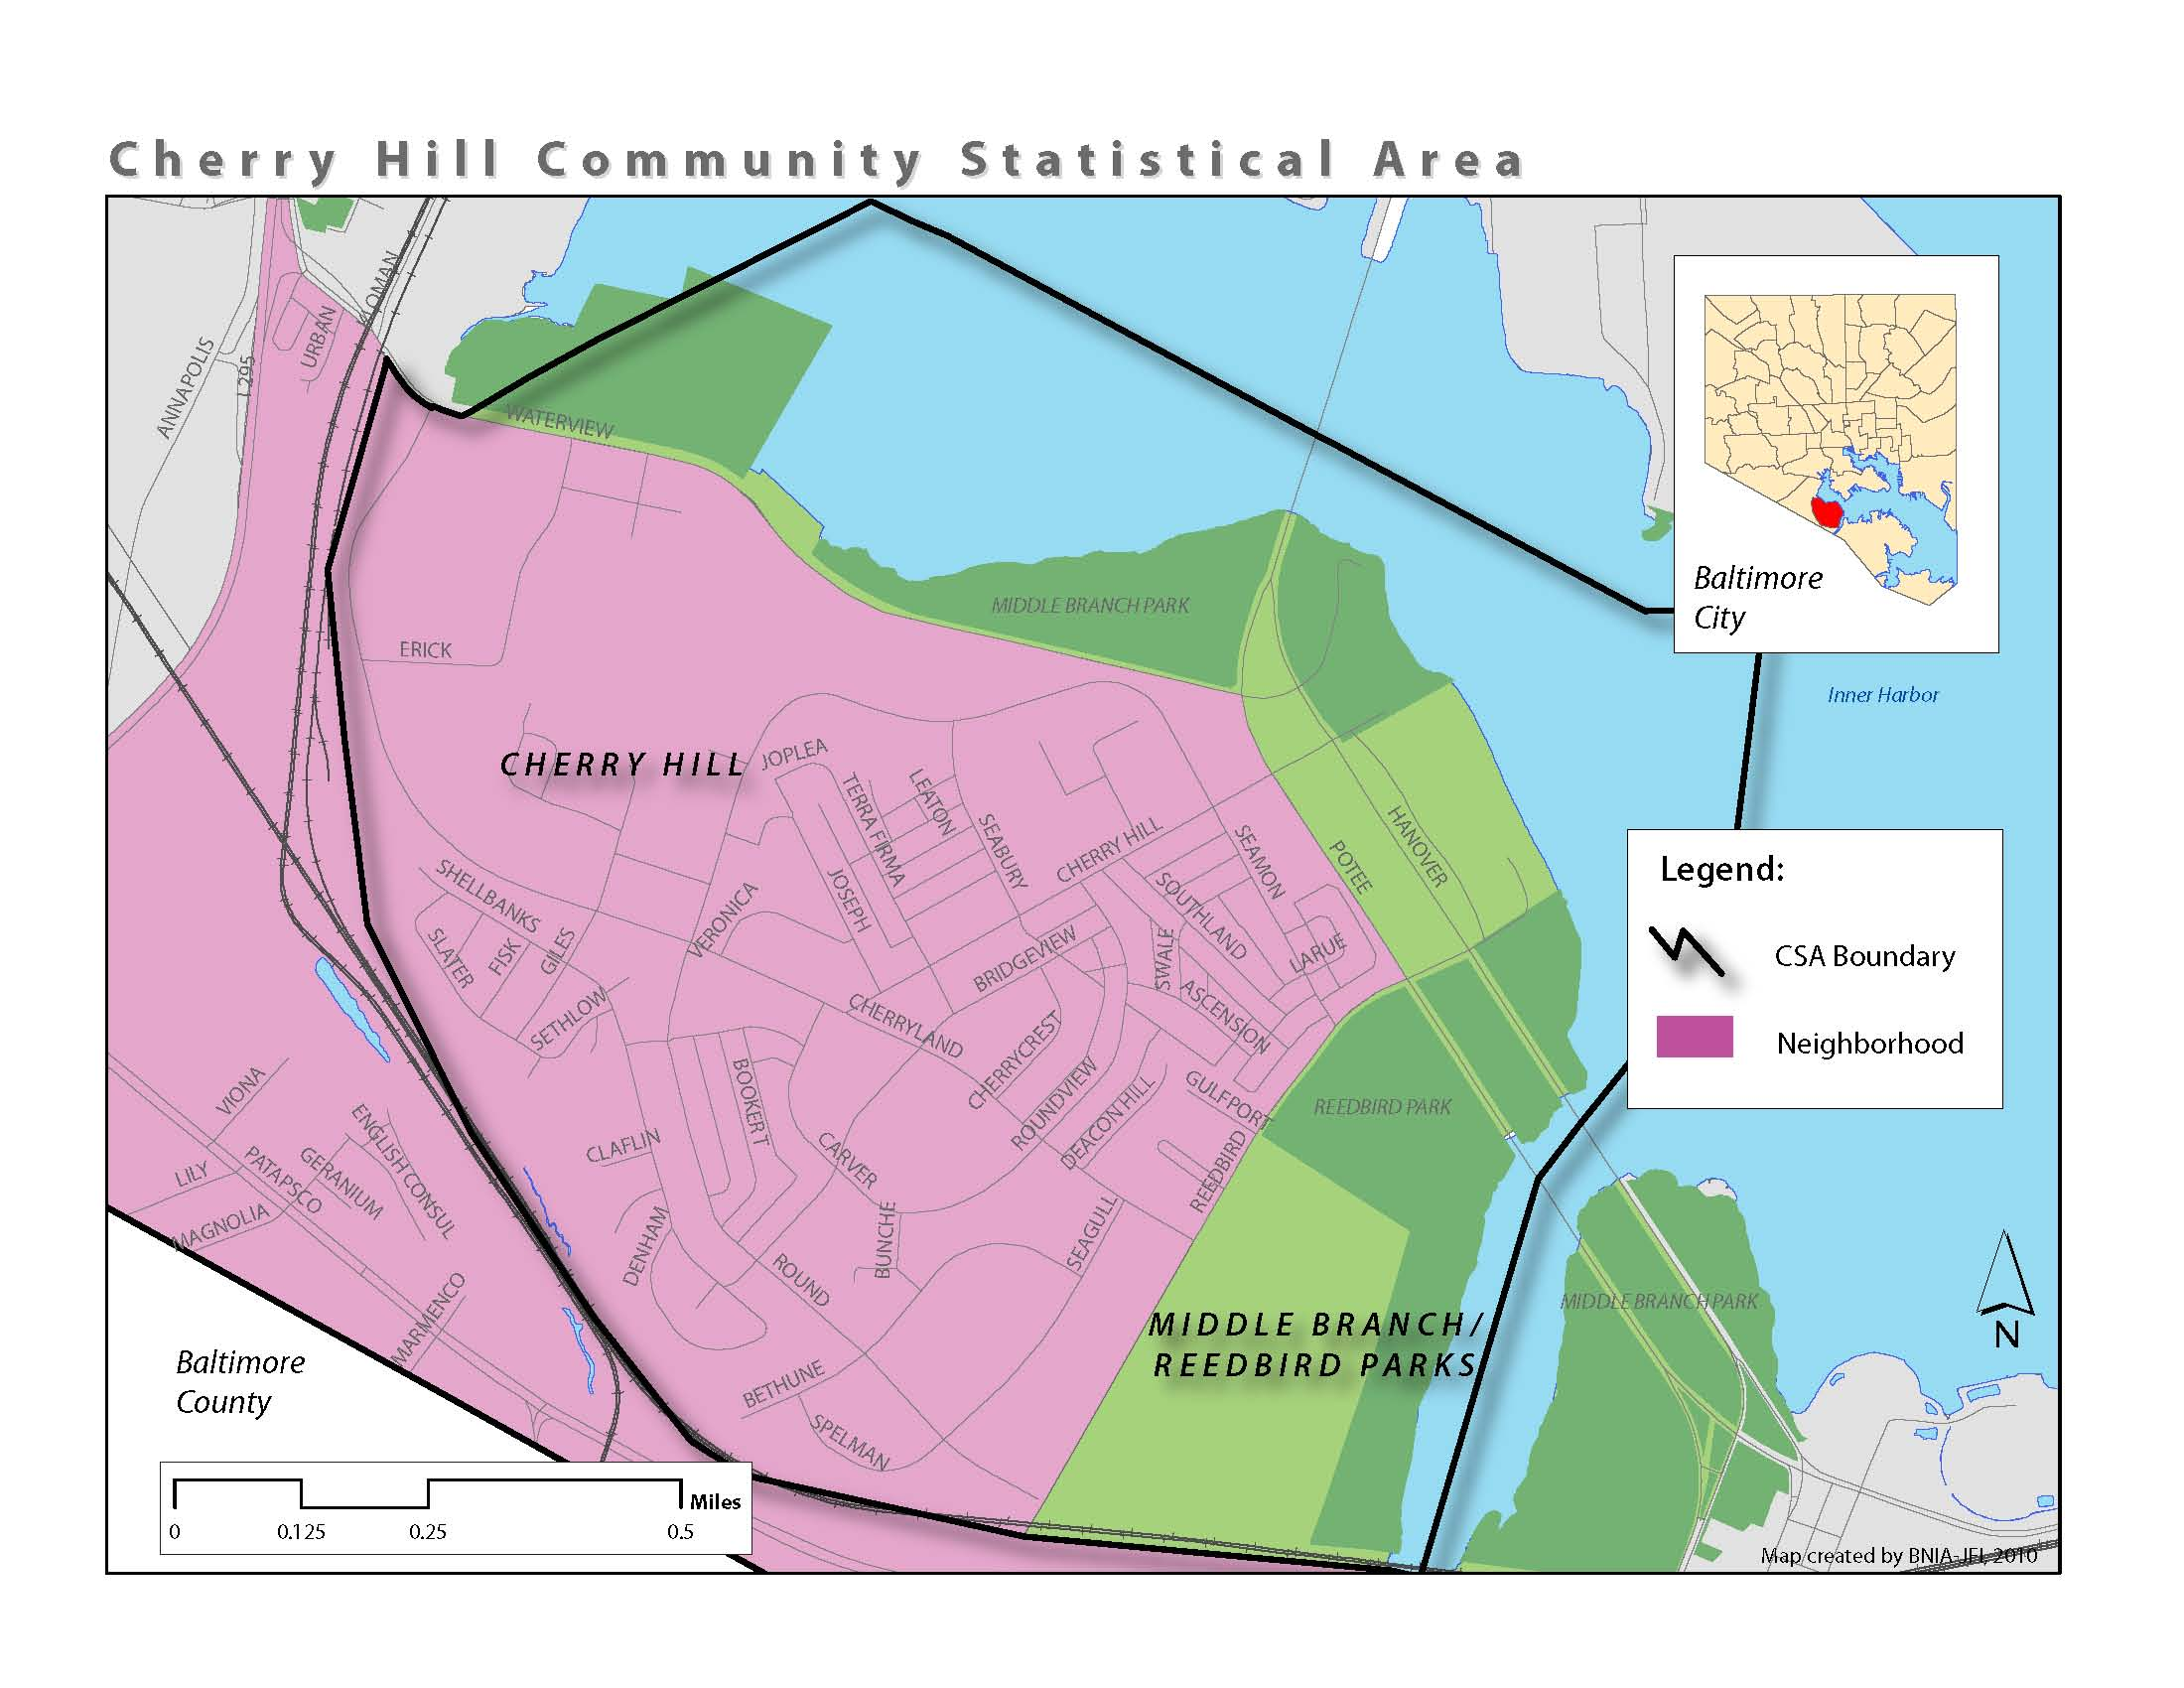 Cherry Hill Community Statistical Area
ANNAPOLIS
I 295
URBAN
WATERVIEW
Baltimore
City
MIDDLE BRANCH PARK
ERICK
Inner Harbor
CHERRY HILL
JOPLEA
TERRA FIRMA
LEATON
SEABURY
CHERRY HILL
SEAMON
POTEE
HANOVER
Legend:
CSA Boundary
Neighborhood
SHELLBANKS
SLATER
FISK
GILES
VERONICA
JOSEPH
BRIDGEVIEW
SWALE
SOUTHLAND
LARUE
SETHLOW
CHERRYLAND
CHERRYCREST
ASCENSION
ROUNDVIEW
DEACON HILL
GULFPORT
REEDBIRD
REEDBIRD PARK
VIONA
LILY
PATAPSCO
GERANIUM
ENGLISH CONSUL
MAGNOLIA
MARMENCO
CLAFLIN
BOOKERT
CARVER
DENHAM
ROUND
BUNCHE
SEAGULL
MIDDLE BRANCH/
REEDBIRD PARKS
MIDDLE BRANCH PARK
N
Baltimore
County
BETHUNE
SPELMAN
Miles
0 0.125 0.25 0.5
Map created by BNIA-JFI, 2010